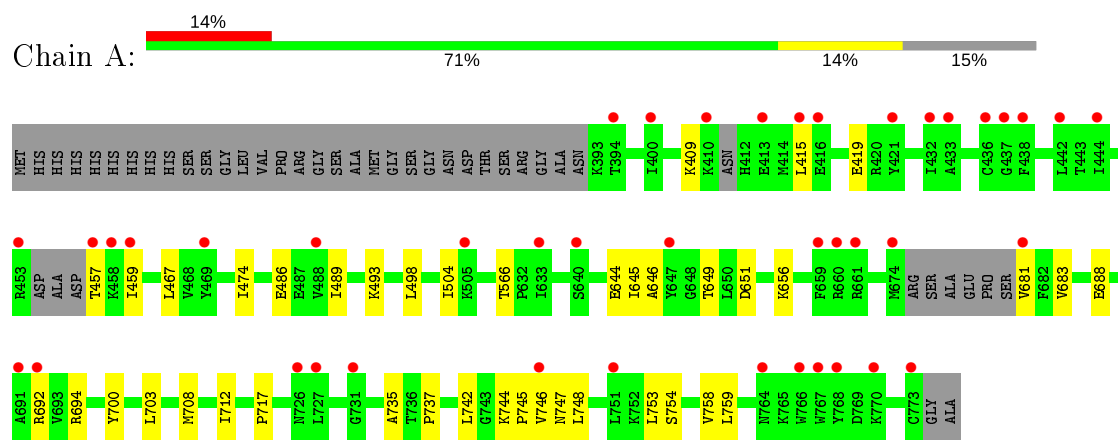 14%
Chain A:
71% 14% 15%
MET HIS HIS HIS HIS HIS HIS HIS HIS SER SER GLY LEU VAL PRO ARG GLY SER ALA MET GLY SER GLY ASN ASP THR SER ARG GLY ALA ASN K393 T394 I400 K409 K410 ASN H412 E413 M414 L415 E416 E419 R420 Y421 I432 A433 C436 G437 F438 L442 T443 I444
R453 ASP ALA ASP T457 K458 I459 L467 V468 Y469 I474 E486 E487 V488 I489 K493 L498 I504 K505 T566 P632 I633 S640 E644 I645 A646 Y647 G648 T649 L650 D651 K656 F659 R660 R661 M674 ARG SER ALA GLU PRO SER V681 F682 V683 E688
A691 R692 V693 R694 Y700 L703 M708 I712 P717 N726 L727 G731 A735 T736 P737 L742 G743 K744 P745 V746 N747 L748 L751 K752 L753 S754 V758 L759 N764 K765 W766 W767 Y768 D769 K770 C773 GLY ALA